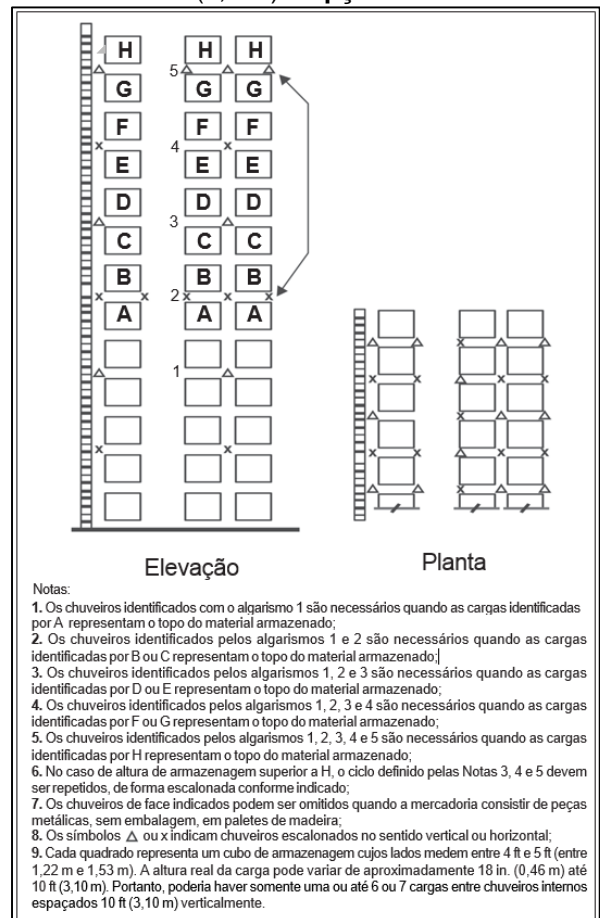 H H H
5
G G G
F F F
4
E E E
D D D
3
C C C
B B B
2
A A A
1
Elevação
Planta
Notas:
1. Os chuveiros identificados com o algarismo 1 são necessários quando as cargas identificadas
por A representam o topo do material armazenado;
2. Os chuveiros identificados pelos algarismos 1 e 2 são necessários quando as cargas
identificadas por B ou C representam o topo do material armazenado;
3. Os chuveiros identificados pelos algarismos 1, 2 e 3 são necessários quando as cargas
identificadas por D ou E representam o topo do material armazenado;
4. Os chuveiros identificados pelos algarismos 1, 2, 3 e 4 são necessários quando as cargas
identificadas por F ou G representam o topo do material armazenado;
5. Os chuveiros identificados pelos algarismos 1, 2, 3, 4 e 5 são necessários quando as cargas
identificadas por H representam o topo do material armazenado;
6. No caso de altura de armazenagem superior a H, o ciclo definido pelas Notas 3, 4 e 5 devem
ser repetidos, de forma escalonada conforme indicado;
7. Os chuveiros de face indicados podem ser omitidos quando a mercadoria consistir de peças
metálicas, sem embalagem, em paletes de madeira;
8. Os símbolos △ ou x indicam chuveiros escalonados no sentido vertical ou horizontal;
9. Cada quadrado representa um cubo de armazenagem cujos lados medem entre 4 ft e 5 ft (entre
1,22 m e 1,53 m). A altura real da carga pode variar de aproximadamente 18 in. (0,46 m) até
10 ft (3,10 m). Portanto, poderia haver somente uma ou até 6 ou 7 cargas entre chuveiros internos
espaçados 10 ft (3,10 m) verticalmente.